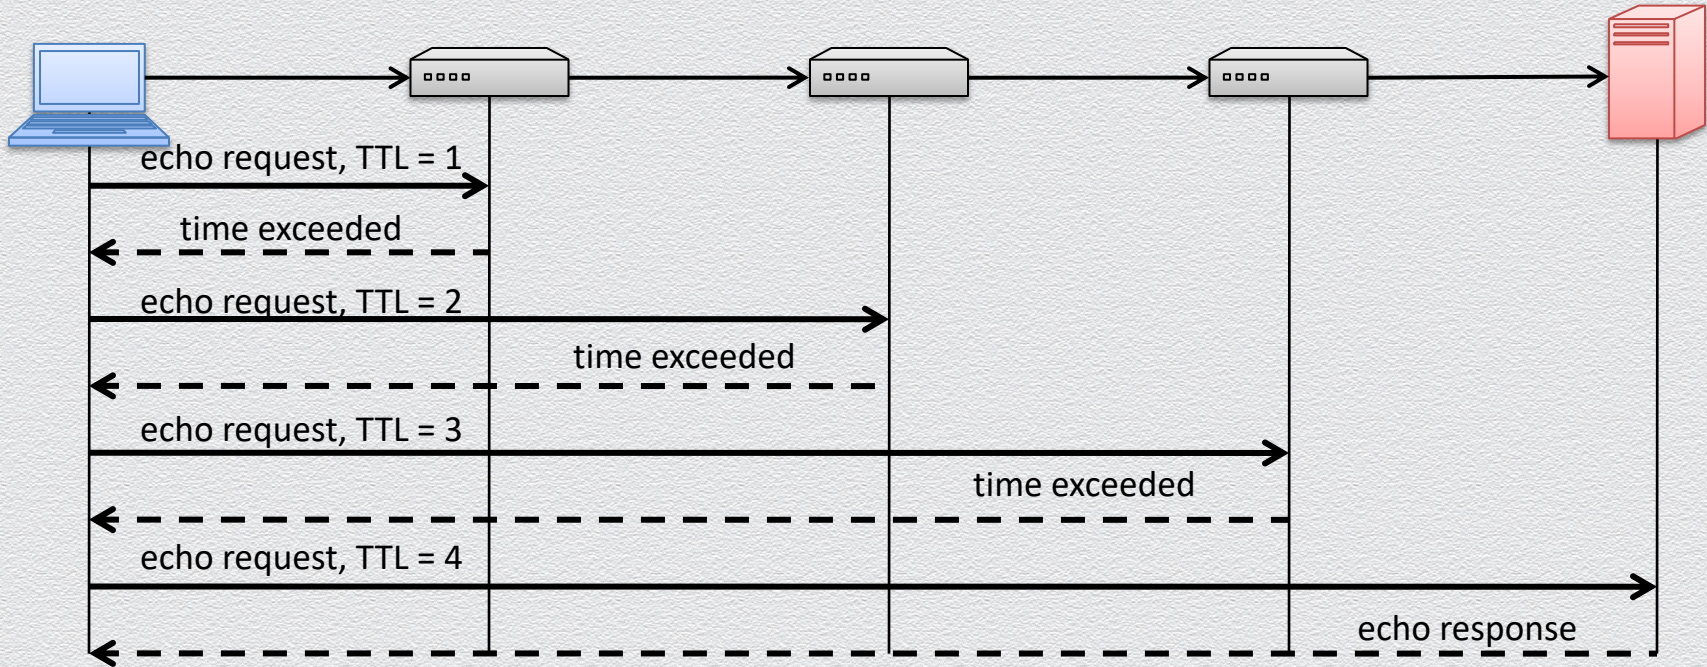 echo request, TTL = 1
time exceeded
echo request, TTL = 2
time exceeded
echo request, TTL = 3
time exceeded
echo request, TTL = 4
echo response